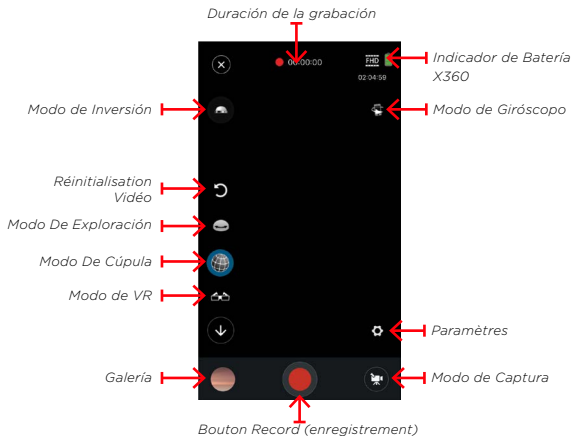 Duración de la grabación
00:00:00
FHD
02:04:59
Indicador de Batería
X360
Modo de Inversión
Modo de Giróscopo
Réinitialisation
Vidéo
Modo De Exploración
Modo De Cúpula
Modo de VR
Paramètres
Galería
Modo de Captura
Bouton Record (enregistrement)